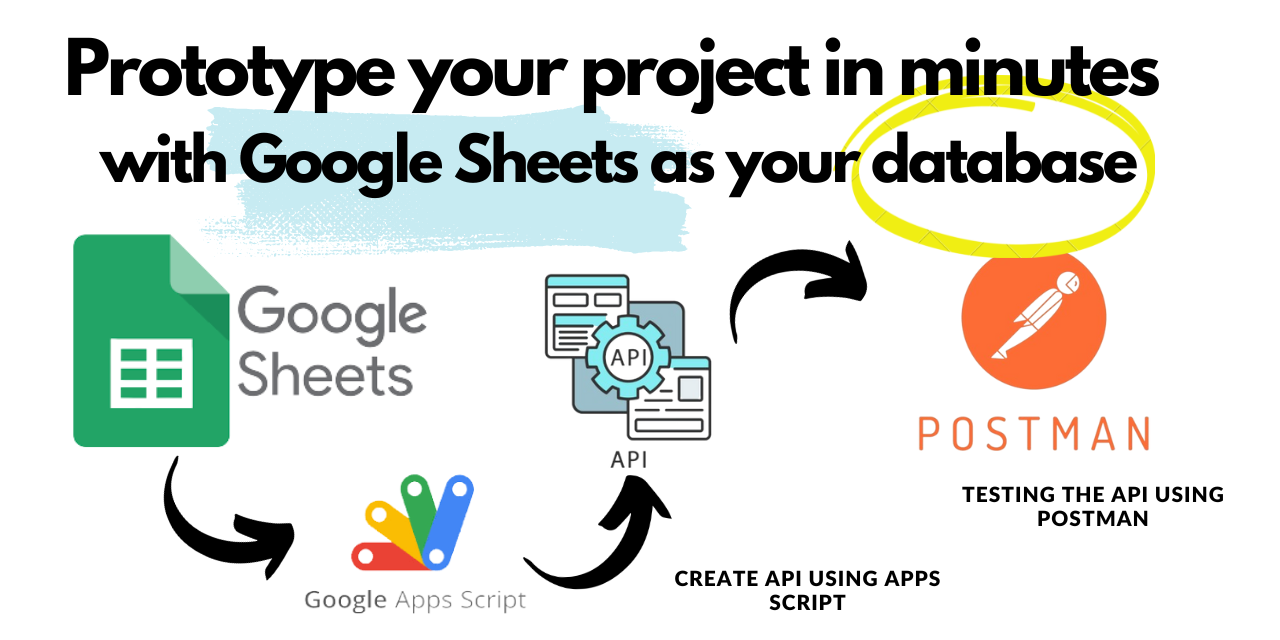 Prototype your project in minutes
with Google Sheets as your database
Google
Sheets
API
API
POSTMAN
TESTING THE API USING
POSTMAN
Google Apps Script
CREATE API USING APPS
SCRIPT